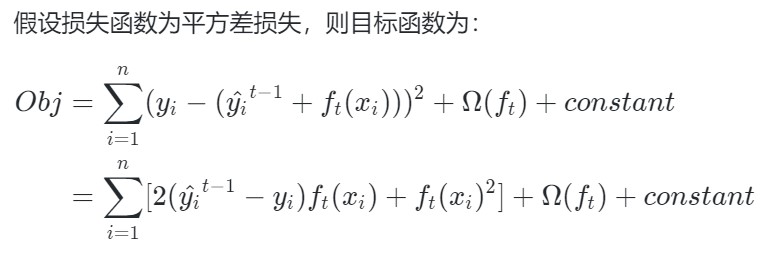 假设损失函数为平方差损失，则目标函数为：
$Obj = \sum_{i=1}^{n} (y_i - (\hat{y_i}^{t-1} + f_t(x_i)))^2 + \Omega(f_t) + constant$
$= \sum_{i=1}^{n} [2(\hat{y_i}^{t-1} - y_i) f_t(x_i) + f_t(x_i)^2] + \Omega(f_t) + constant$